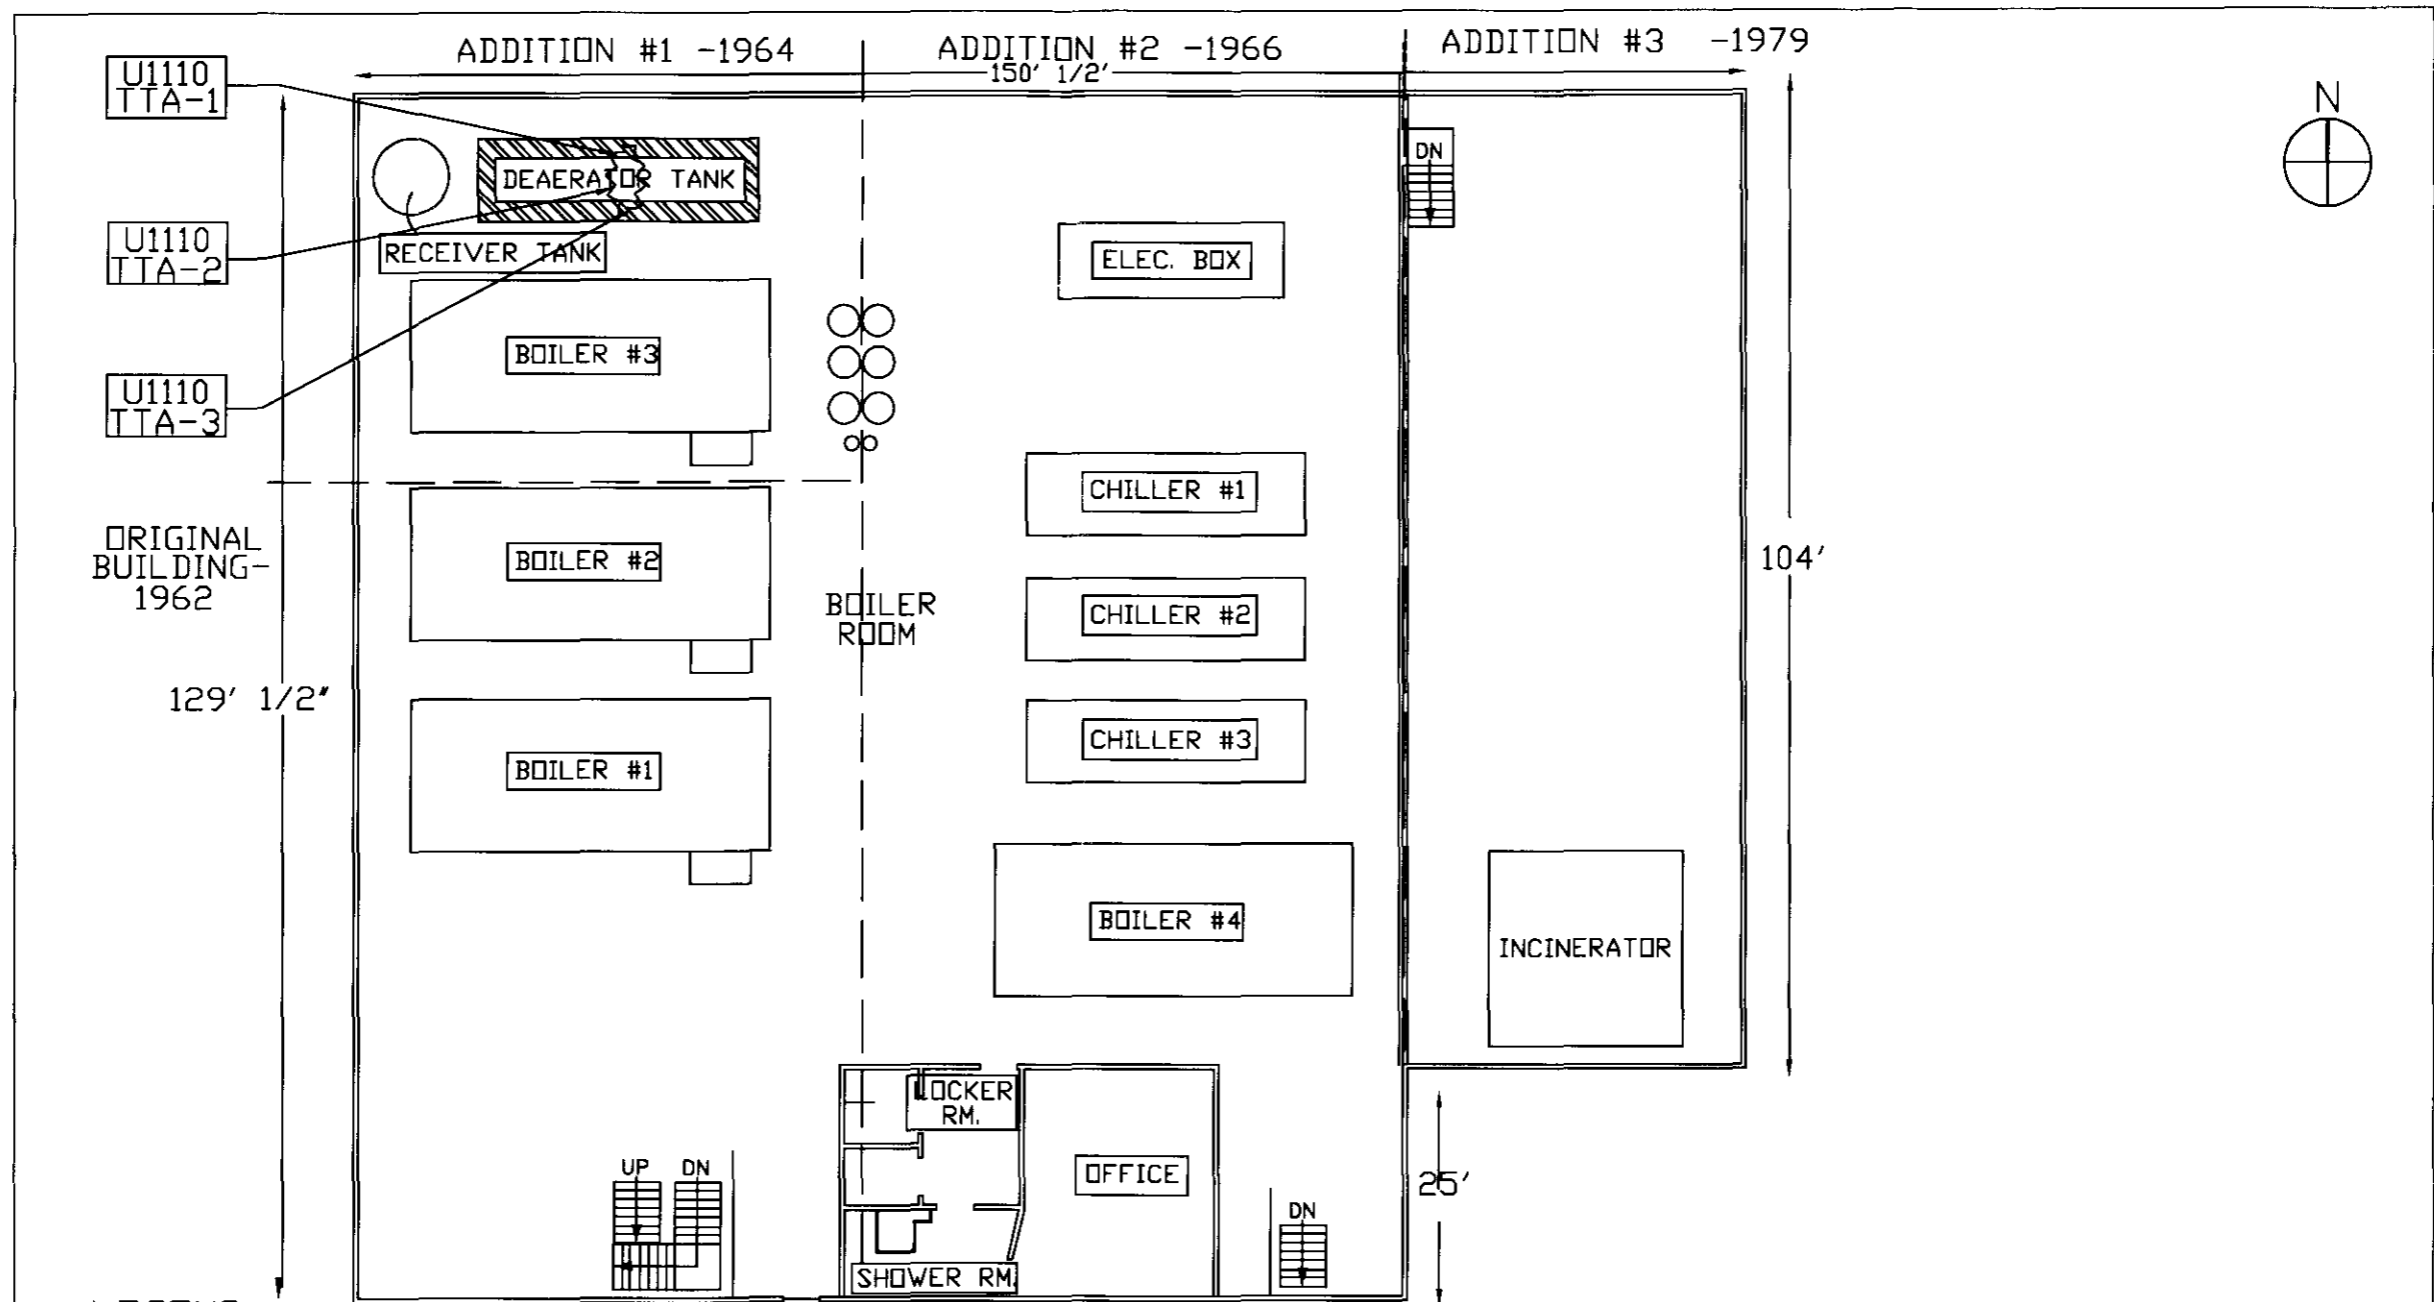 ADDITION #1 -1964
ADDITION #2 -1966
ADDITION #3 -1979
150' 1/2'
U1110
TTA-1
N
DN
DEAERATOR TANK
U1110
TTA-2
RECEIVER TANK
ELEC. BOX
BOILER #3
U1110
TTA-3
CHILLER #1
ORIGINAL
BUILDING-
1962
BOILER #2
104'
BOILER
ROOM
CHILLER #2
129' 1/2"
CHILLER #3
BOILER #1
BOILER #4
INCINERATOR
LOCKER
RM.
UP
DN
OFFICE
25'
DN
SHOWER RM.